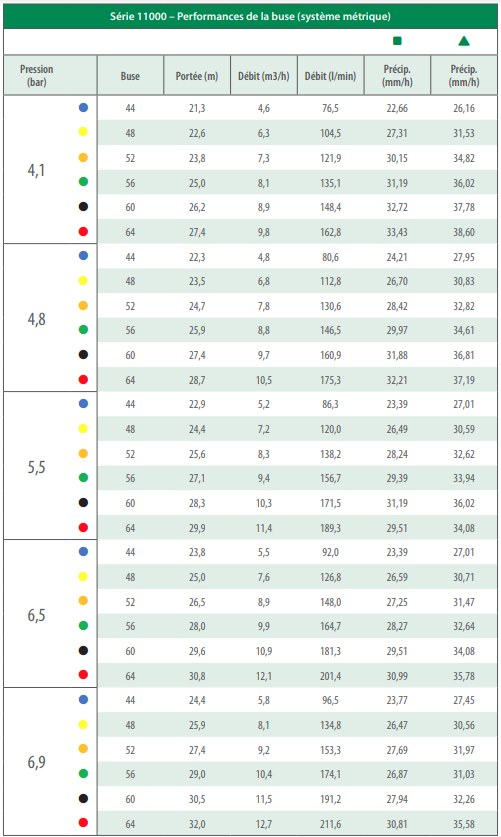 Série 11000 – Performances de la buse (système métrique)
Pression (bar) Buse Portée (m) Débit (m3/h) Débit (l/min) Précip. (mm/h) Précip. (mm/h)
4,1
44 21,3 4,6 76,5 22,66 26,16
48 22,6 6,3 104,5 27,31 31,53
52 23,8 7,3 121,9 30,15 34,82
56 25,0 8,1 135,1 31,19 36,02
60 26,2 8,9 148,4 32,72 37,78
64 27,4 9,8 162,8 33,43 38,60
4,8
44 22,3 4,8 80,6 24,21 27,95
48 23,5 6,8 112,8 26,70 30,83
52 24,7 7,8 130,6 28,42 32,82
56 25,9 8,8 146,5 29,97 34,61
60 27,4 9,7 160,9 31,88 36,81
64 28,7 10,5 175,3 32,21 37,19
5,5
44 22,9 5,2 86,3 23,39 27,01
48 24,4 7,2 120,0 26,49 30,59
52 25,6 8,3 138,2 28,24 32,62
56 27,1 9,4 156,7 29,39 33,94
60 28,3 10,3 171,5 31,19 36,02
64 29,9 11,4 189,3 29,51 34,08
6,5
44 23,8 5,5 92,0 23,39 27,01
48 25,0 7,6 126,8 26,59 30,71
52 26,5 8,9 148,0 27,25 31,47
56 28,0 9,9 164,7 28,27 32,64
60 29,6 10,9 181,3 29,51 34,08
64 30,8 12,1 201,4 30,99 35,78
6,9
44 24,4 5,8 96,5 23,77 27,45
48 25,9 8,1 134,8 26,47 30,56
52 27,4 9,2 153,3 27,69 31,97
56 29,0 10,4 174,1 26,87 31,03
60 30,5 11,5 191,2 27,94 32,26
64 32,0 12,7 211,6 30,81 35,58